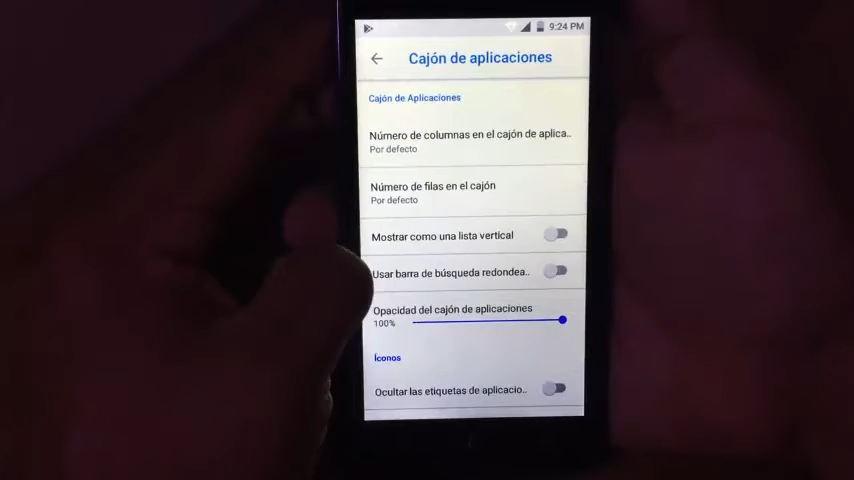 9:24 PM
Cajón de aplicaciones
Cajón de Aplicaciones
Número de columnas en el cajón de aplica..
Por defecto
Número de filas en el cajón
Por defecto
Mostrar como una lista vertical
Usar barra de búsqueda redondea..
Opacidad del cajón de aplicaciones
100%
Íconos
Ocultar las etiquetas de aplicacio..